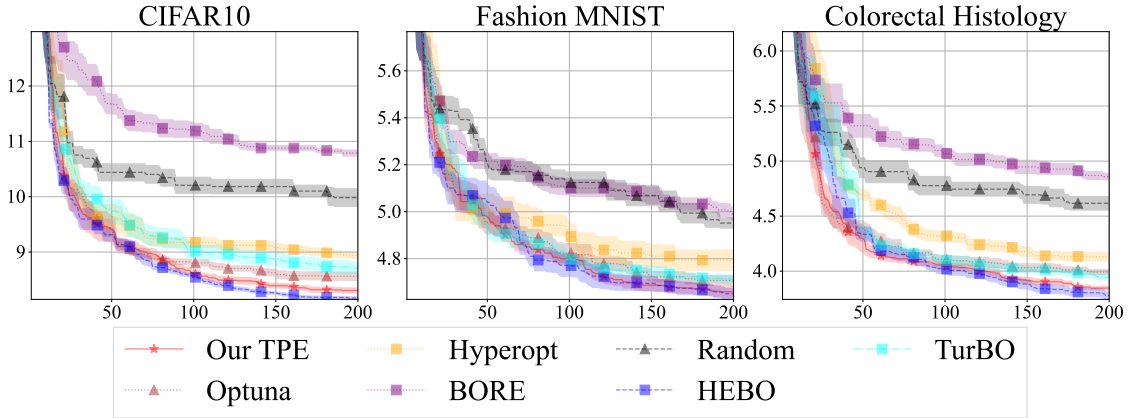 CIFAR10 Fashion MNIST Colorectal Histology
12
11
10
9
50 100 150 200
5.6
5.4
5.2
5.0
4.8
50 100 150 200
6.0
5.5
5.0
4.5
4.0
50 100 150 200
Our TPE Hyperopt Random TurBO
Optuna BORE HEBO